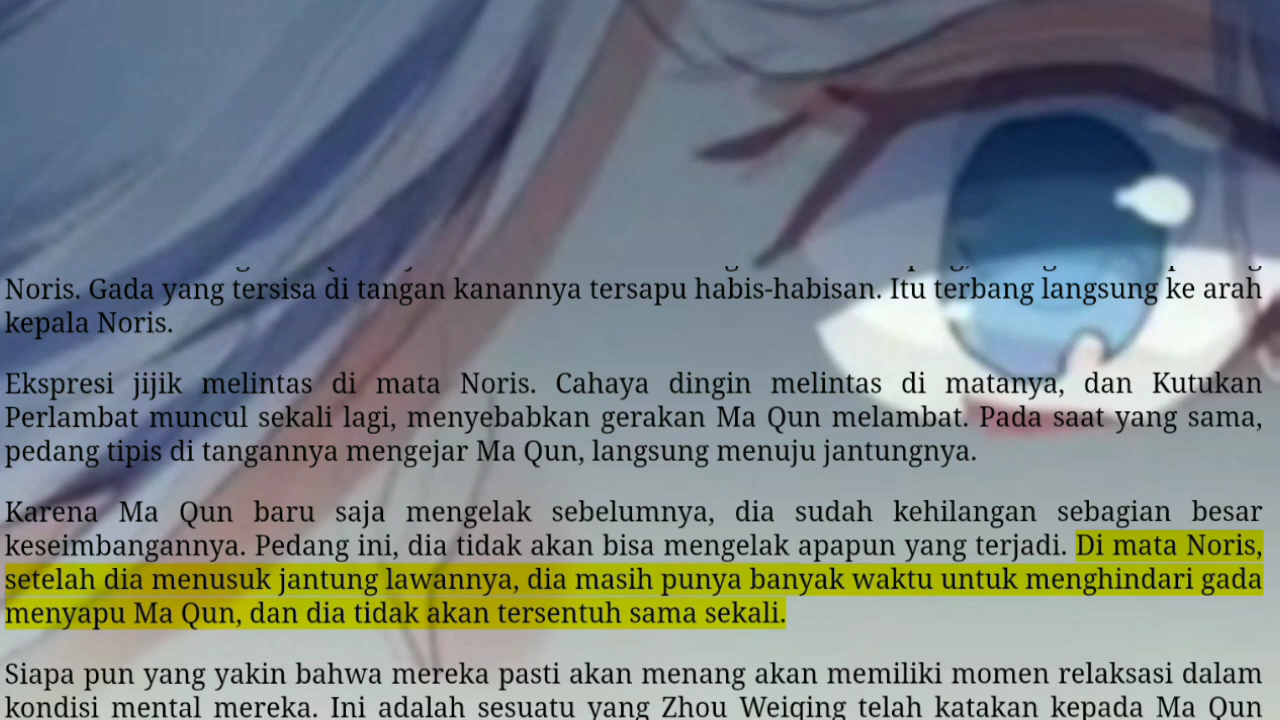 Noris. Gada yang tersisa di tangan kanannya tersapu habis-habisan. Itu terbang langsung ke arah
kepala Noris.
Ekspresi jijik melintas di mata Noris. Cahaya dingin melintas di matanya, dan Kutukan
Perlambat muncul sekali lagi, menyebabkan gerakan Ma Qun melambat. Pada saat yang sama,
pedang tipis di tangannya mengejar Ma Qun, langsung menuju jantungnya.
Karena Ma Qun baru saja mengelak sebelumnya, dia sudah kehilangan sebagian besar
keseimbangannya. Pedang ini, dia tidak akan bisa mengelak apapun yang terjadi. Di mata Noris,
setelah dia menusuk jantung lawannya, dia masih punya banyak waktu untuk menghindari gada
menyapu Ma Qun, dan dia tidak akan tersentuh sama sekali.
Siapa pun yang yakin bahwa mereka pasti akan menang akan memiliki momen relaksasi dalam
kondisi mental mereka. Ini adalah sesuatu yang Zhou Weiqing telah katakan kepada Ma Qun